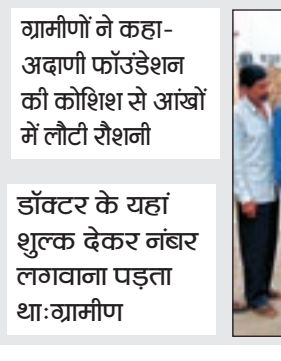 ग्रामीणों ने कहा-
अदाणी फॉउंडेशन
की कोशिश से आंखों
में लौटी रौशनी
डॉक्टर के यहां
शुल्क देकर नंबर
लगवाना पड़ता
थाःग्रामीण